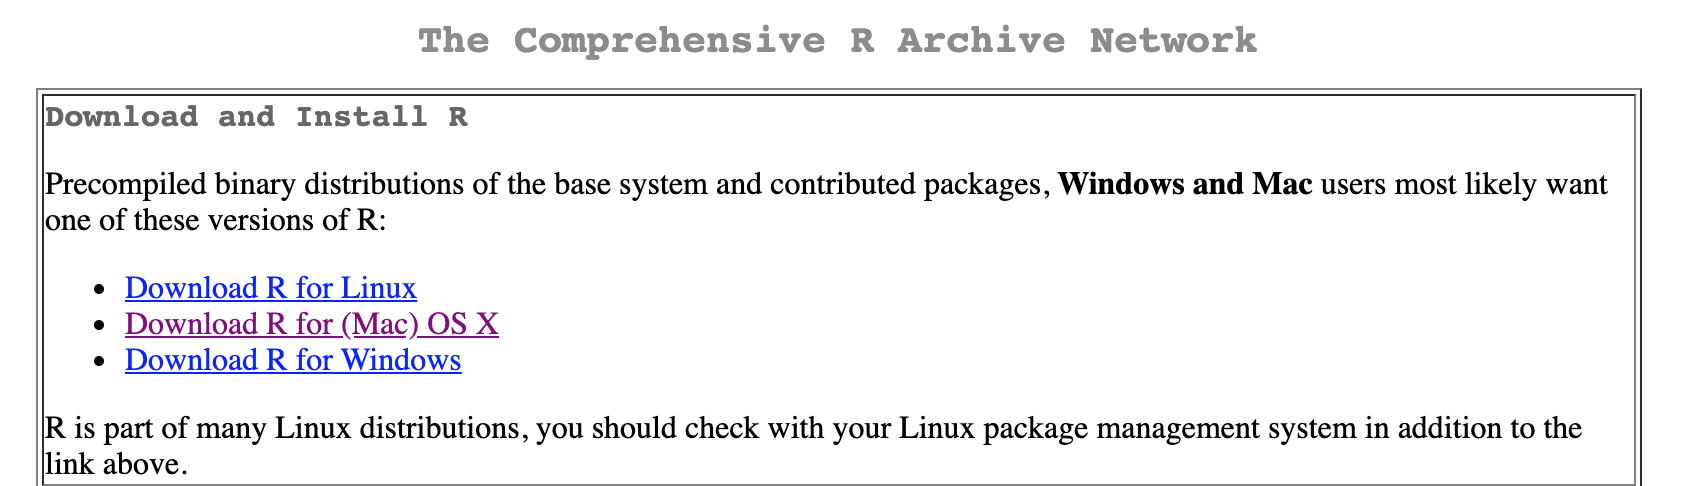 The Comprehensive R Archive Network
Download and Install R
Precompiled binary distributions of the base system and contributed packages, Windows and Mac users most likely want
one of these versions of R:
Download R for Linux
Download R for (Mac) OS X
Download R for Windows
R is part of many Linux distributions, you should check with your Linux package management system in addition to the
link above.